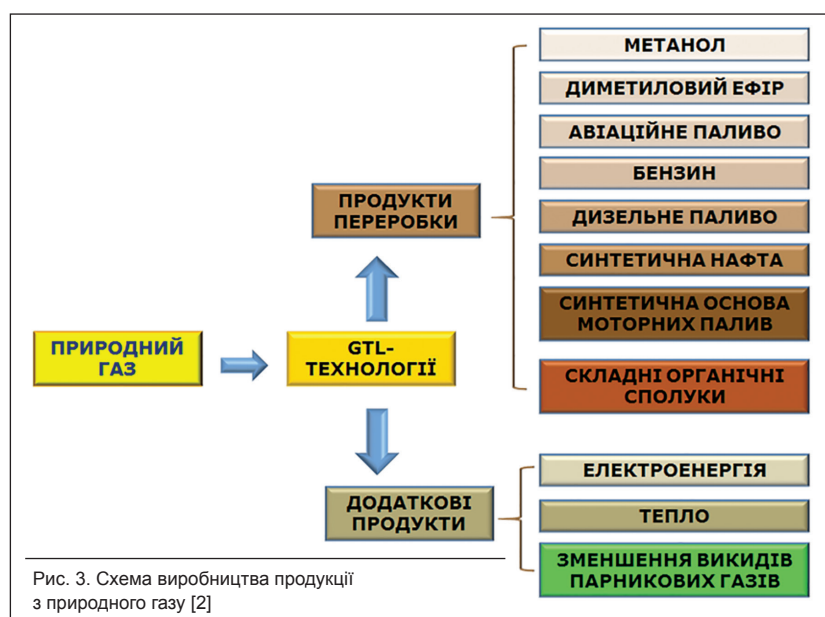 МЕТАНОЛ
ДИМЕТИЛОВИЙ ЕФІР
АВІАЦІЙНЕ ПАЛИВО
БЕНЗИН
ПРОДУКТИ
ПЕРЕРОБКИ
ДИЗЕЛЬНЕ ПАЛИВО
СИНТЕТИЧНА НАФТА
СИНТЕТИЧНА ОСНОВА
МОТОРНИХ ПАЛИВ
ПРИРОДНИЙ
ГАЗ
GTL-
ТЕХНОЛОГІЇ
СКЛАДНІ ОРГАНІЧНІ
СПОЛУКИ
ЕЛЕКТРОЕНЕРГІЯ
ДОДАТКОВІ
ПРОДУКТИ
ТЕПЛО
ЗМЕНШЕННЯ ВИКИДІВ
ПАРНИКОВИХ ГАЗІВ
Рис. 3. Схема виробництва продукції
з природного газу [2]